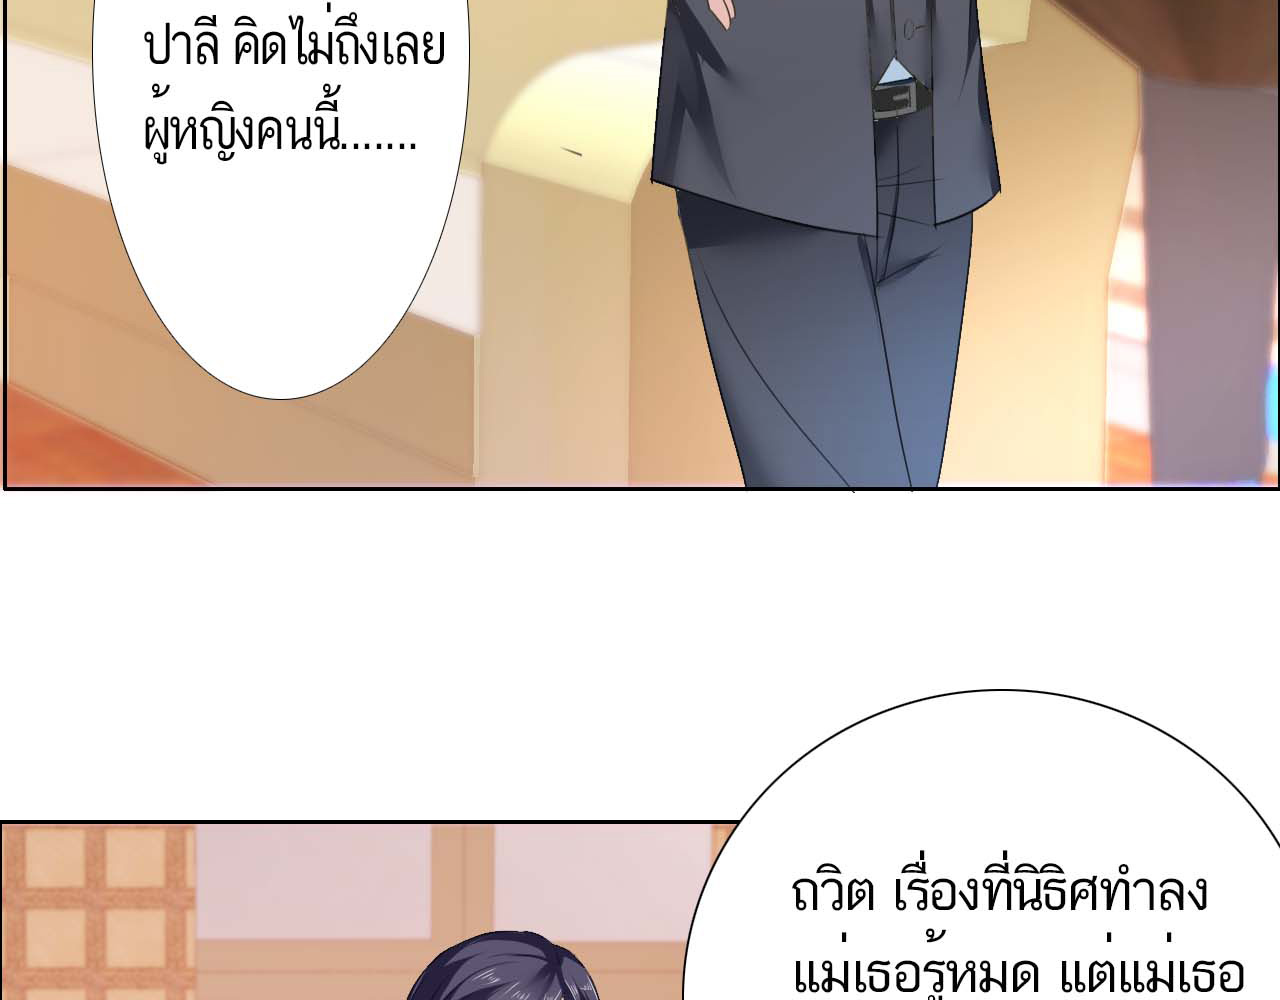 ปาลี คิดไม่ถึงเลย
ผู้หญิงคนนี้.......
ถวิต เรื่องที่นิธิศทำลง
แม่เธอรู้หมด แต่แม่เธอ